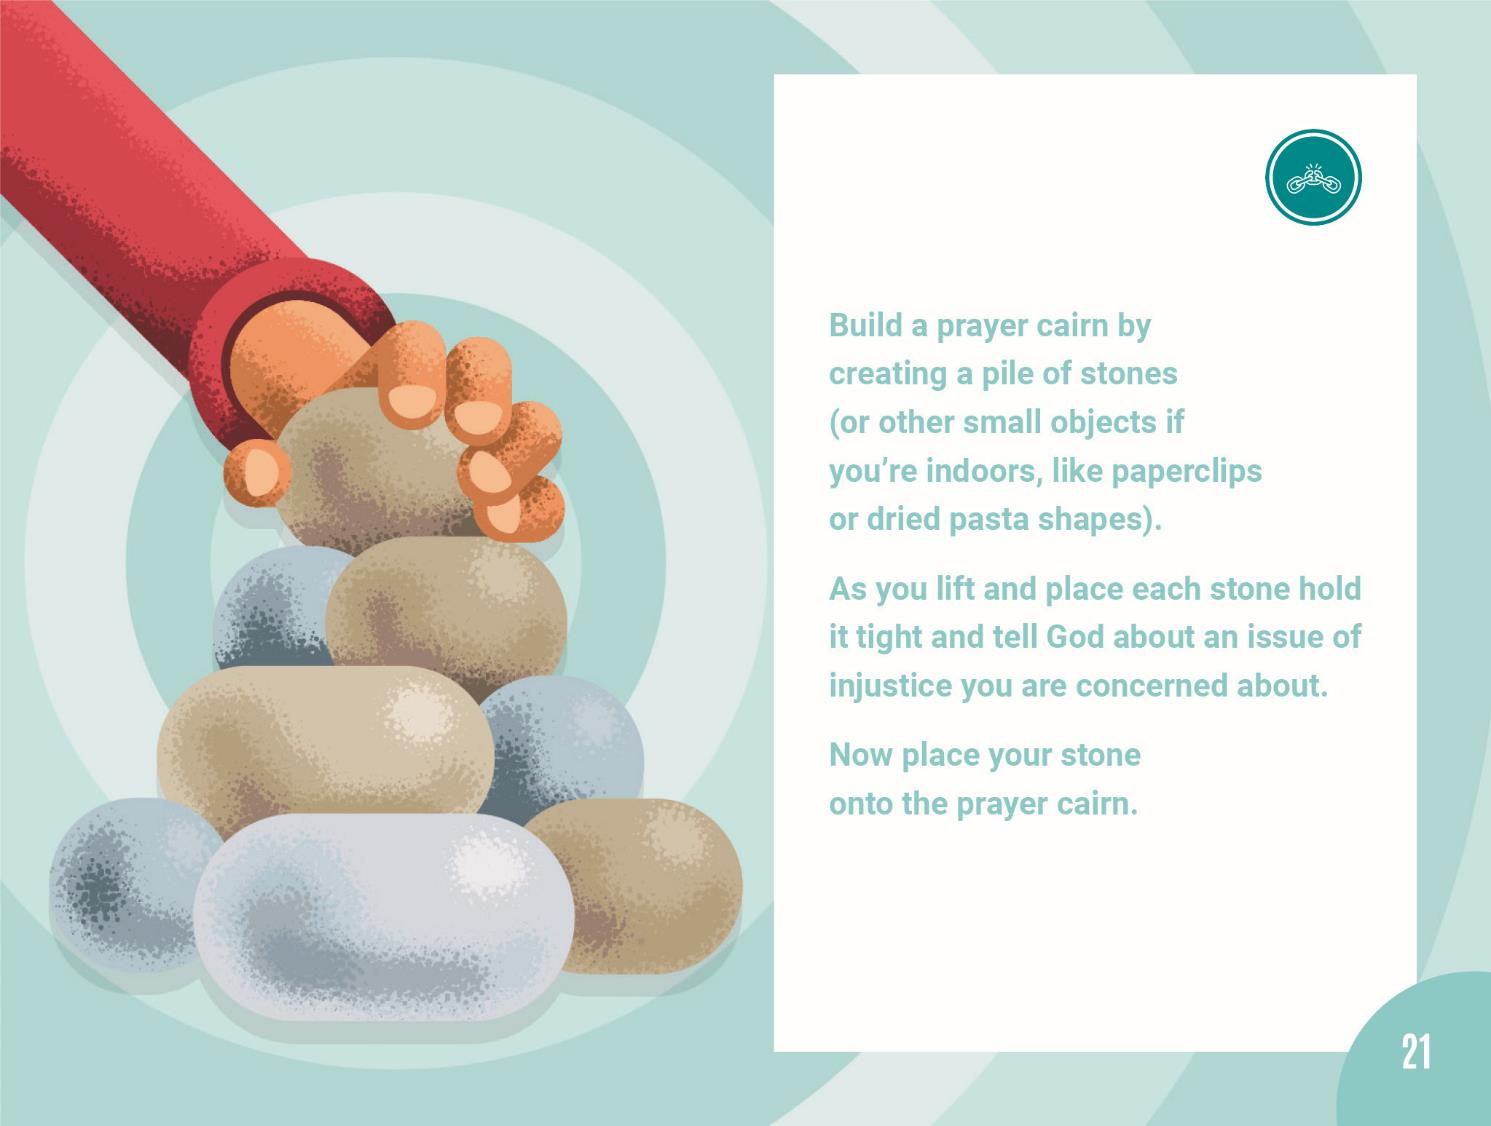 Build a prayer cairn by
creating a pile of stones
(or other small objects if
you’re indoors, like paperclips
or dried pasta shapes).
As you lift and place each stone hold
it tight and tell God about an issue of
injustice you are concerned about.
Now place your stone
onto the prayer cairn.
21